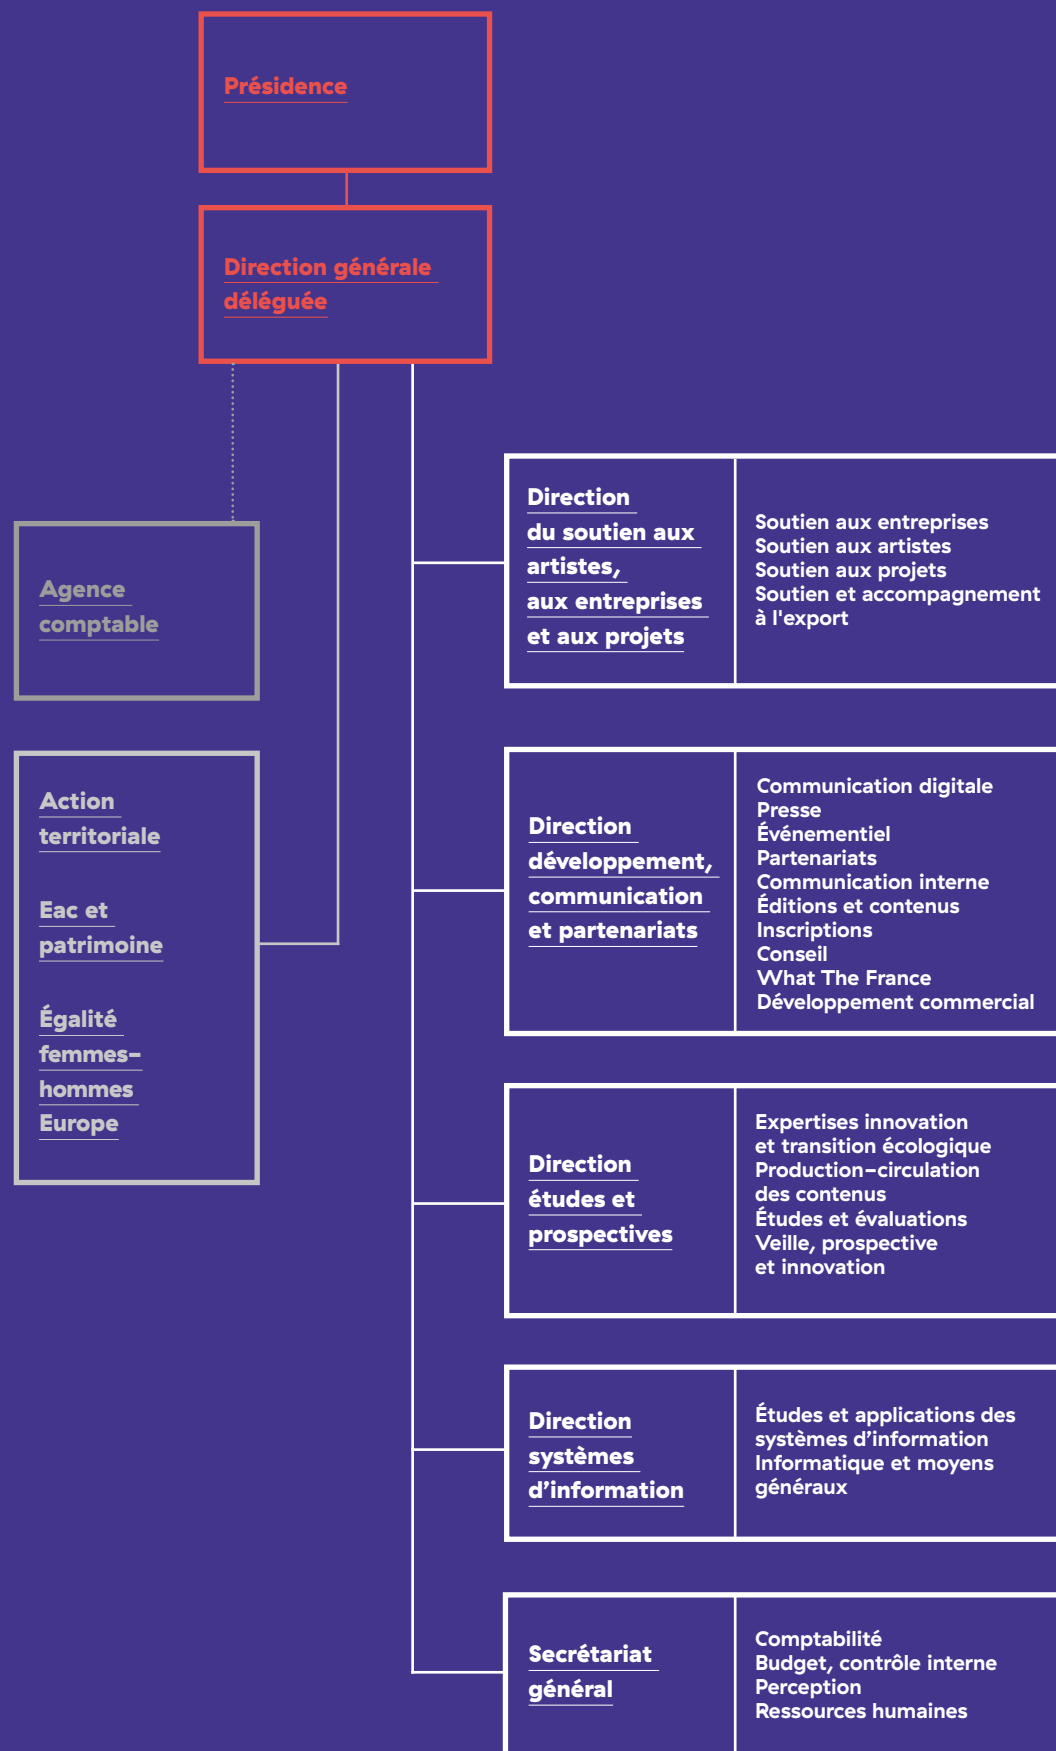 Présidence
Direction générale
déléguée
Agence
comptable
Action
territoriale
Eac et
patrimoine
Égalité
femmes-
hommes
Europe
Direction
du soutien aux
artistes,
aux entreprises
et aux projets
Soutien aux entreprises
Soutien aux artistes
Soutien aux projets
Soutien et accompagnement
à l'export
Direction
développement,
communication
et partenariats
Communication digitale
Presse
Événementiel
Partenariats
Communication interne
Éditions et contenus
Inscriptions
Conseil
What The France
Développement commercial
Direction
études et
prospectives
Expertises innovation
et transition écologique
Production-circulation
des contenus
Études et évaluations
Veille, prospective
et innovation
Direction
systèmes
d’information
Études et applications des
systèmes d’information
Informatique et moyens
généraux
Secrétariat
général
Comptabilité
Budget, contrôle interne
Perception
Ressources humaines